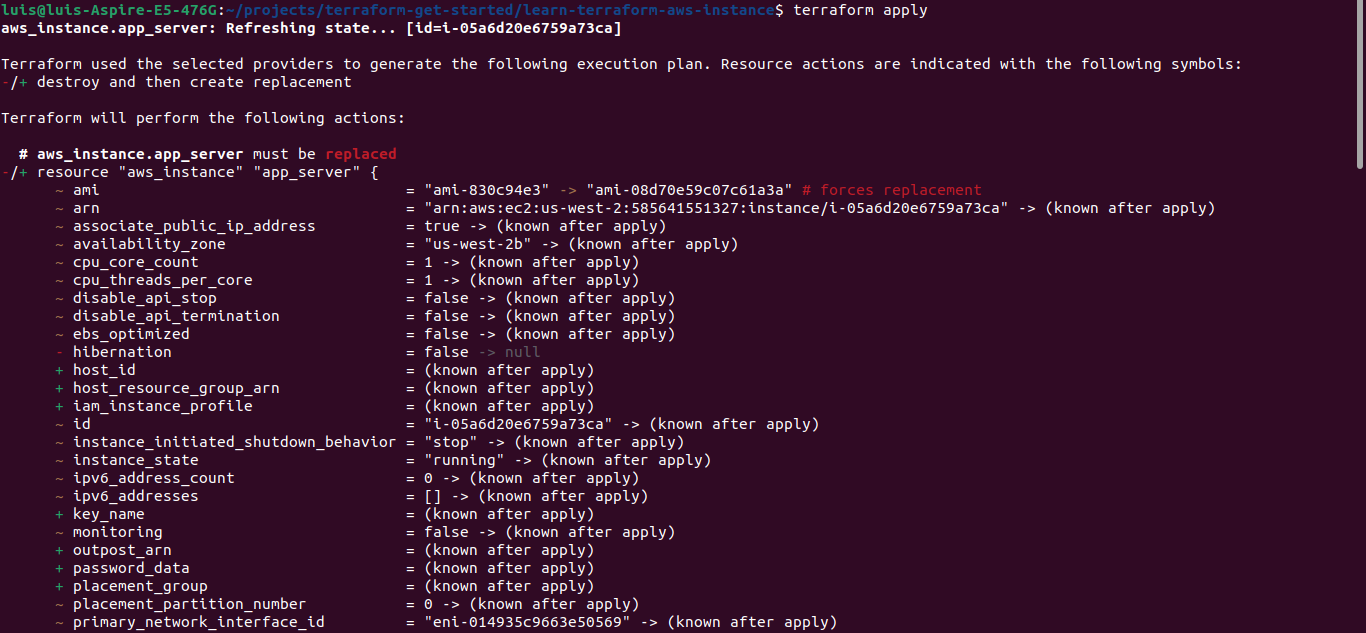 luis@luis-Aspire-E5-476G:~/projects/terraform-get-started/learn-terraform-aws-instance$ terraform apply
aws_instance.app_server: Refreshing state... [id=i-05a6d20e6759a73ca]

Terraform used the selected providers to generate the following execution plan. Resource actions are indicated with the following symbols:
-/+ destroy and then create replacement

Terraform will perform the following actions:

  # aws_instance.app_server must be replaced
-/+ resource "aws_instance" "app_server" {
      ~ ami                                  = "ami-830c94e3" -> "ami-08d70e59c07c61a3a" # forces replacement
      ~ arn                                  = "arn:aws:ec2:us-west-2:585641551327:instance/i-05a6d20e6759a73ca" -> (known after apply)
      ~ associate_public_ip_address          = true -> (known after apply)
      ~ availability_zone                    = "us-west-2b" -> (known after apply)
      ~ cpu_core_count                       = 1 -> (known after apply)
      ~ cpu_threads_per_core                 = 1 -> (known after apply)
      ~ disable_api_stop                     = false -> (known after apply)
      ~ disable_api_termination              = false -> (known after apply)
      ~ ebs_optimized                        = false -> (known after apply)
      - hibernation                          = false -> null
      + host_id                              = (known after apply)
      + host_resource_group_arn              = (known after apply)
      + iam_instance_profile                 = (known after apply)
      ~ id                                   = "i-05a6d20e6759a73ca" -> (known after apply)
      ~ instance_initiated_shutdown_behavior = "stop" -> (known after apply)
      ~ instance_state                       = "running" -> (known after apply)
      ~ ipv6_address_count                   = 0 -> (known after apply)
      ~ ipv6_addresses                       = [] -> (known after apply)
      + key_name                             = (known after apply)
      ~ monitoring                           = false -> (known after apply)
      + outpost_arn                          = (known after apply)
      + password_data                        = (known after apply)
      + placement_group                      = (known after apply)
      ~ placement_partition_number           = 0 -> (known after apply)
      ~ primary_network_interface_id         = "eni-014935c9663e50569" -> (known after apply)